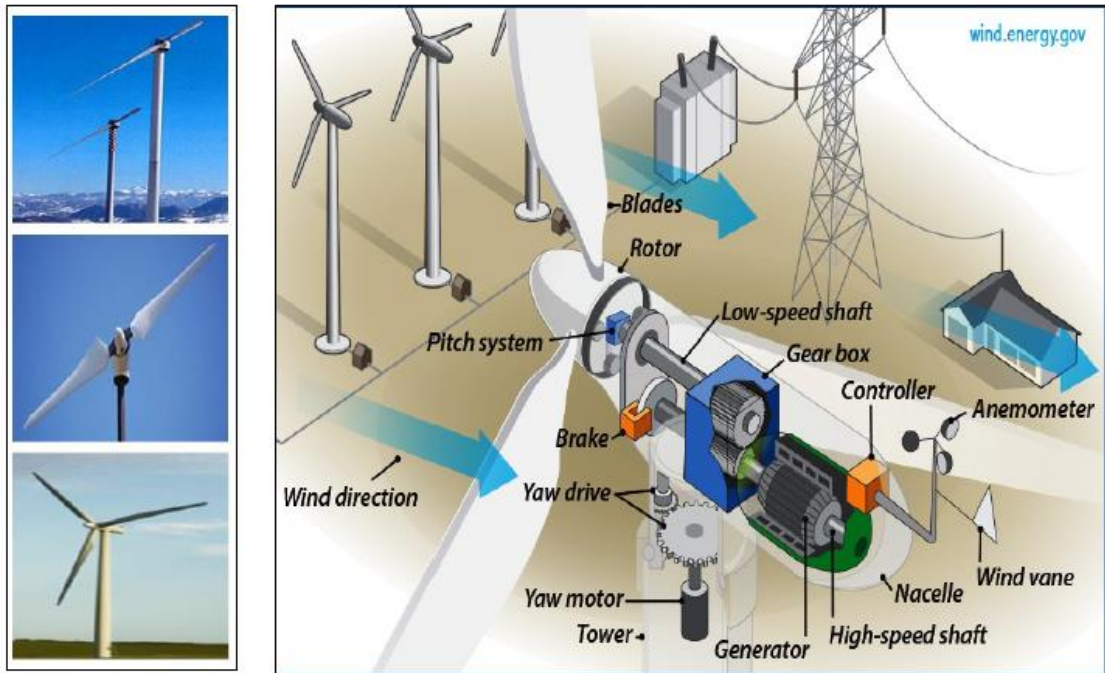 wind.energy.gov
Blades
Rotor
Low-speed shaft
Pitch system
Gear box
Controller
Anemometer
Brake
Wind direction
Yaw drive
Wind vane
Nacelle
Yaw motor
Tower
High-speed shaft
Generator